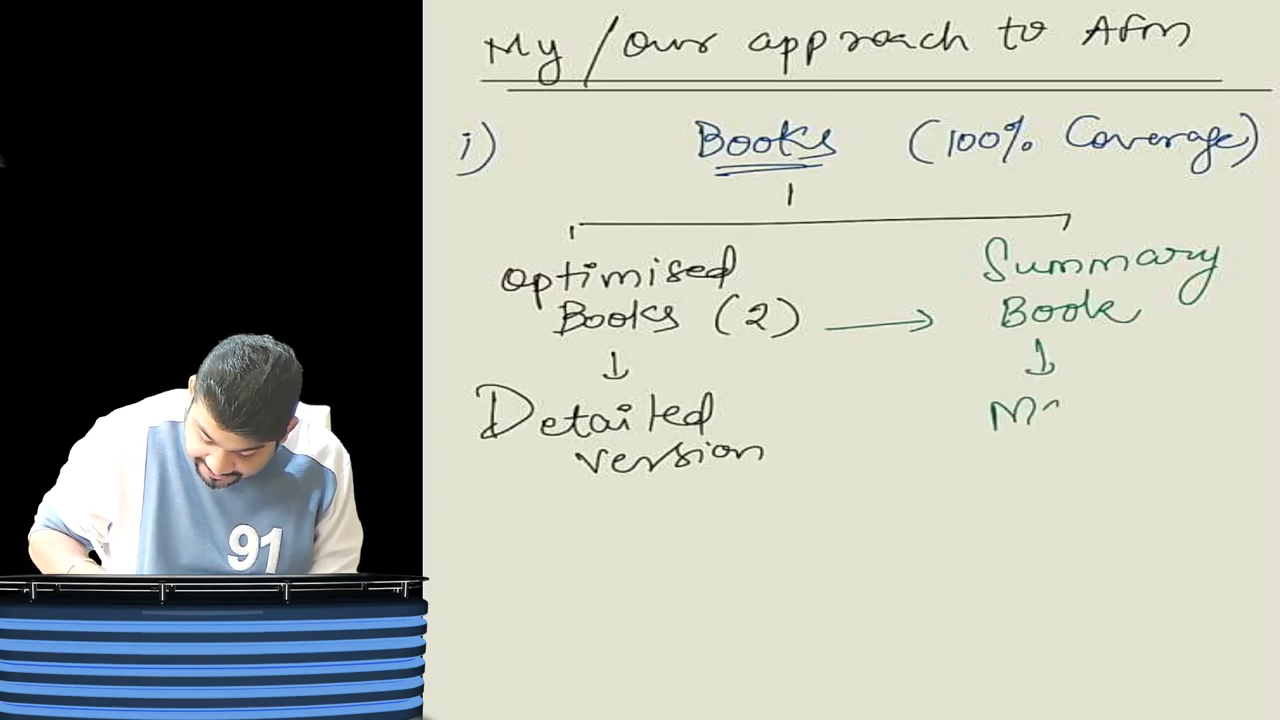 My / our approach to Afm
i) Books (100% Coverage)
Optimised Summary
Books (2) → Book
↓ ↓
Detailed
version
91